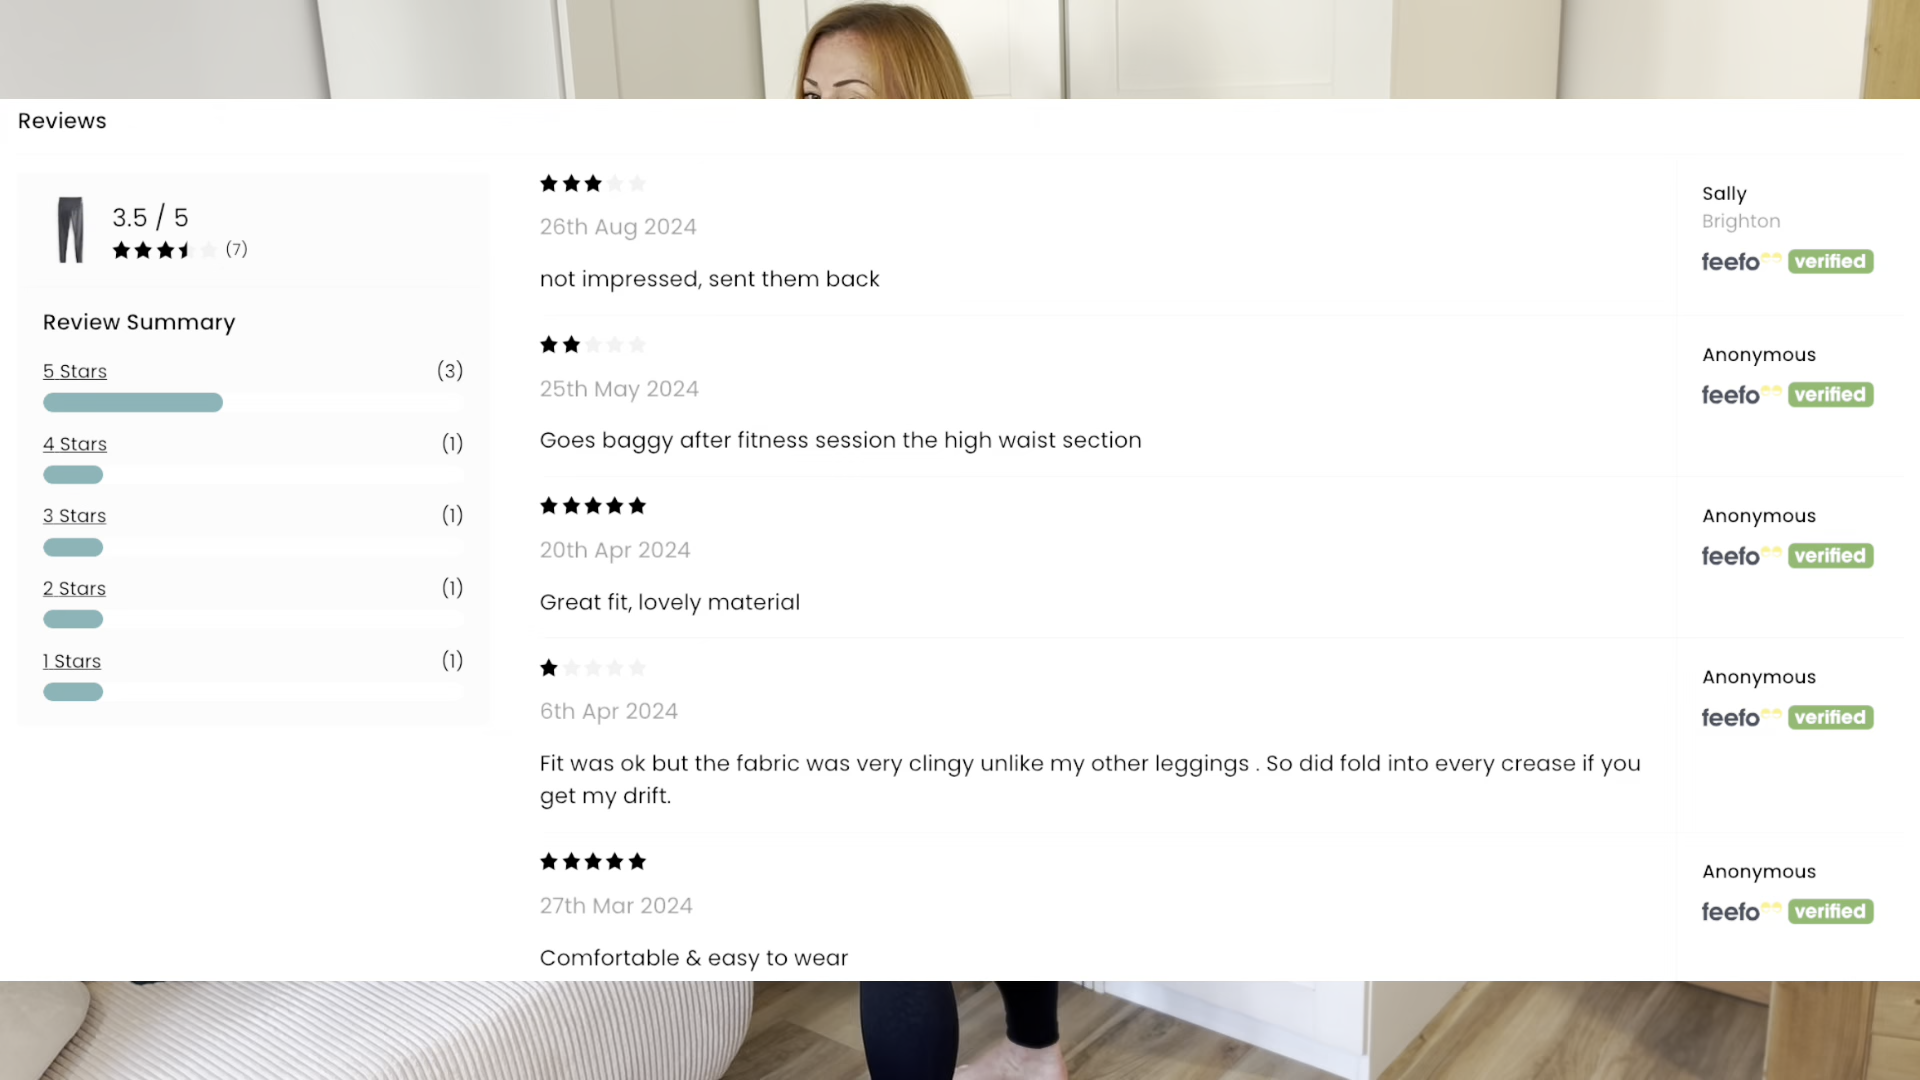 Reviews
3.5 / 5
(7)
Review Summary
5 Stars (3)
4 Stars (1)
3 Stars (1)
2 Stars (1)
1 Stars (1)
26th Aug 2024
not impressed, sent them back
Sally
Brighton
feefo verified
25th May 2024
Goes baggy after fitness session the high waist section
Anonymous
feefo verified
20th Apr 2024
Great fit, lovely material
Anonymous
feefo verified
6th Apr 2024
Fit was ok but the fabric was very clingy unlike my other leggings . So did fold into every crease if you
get my drift.
Anonymous
feefo verified
27th Mar 2024
Comfortable & easy to wear
Anonymous
feefo verified